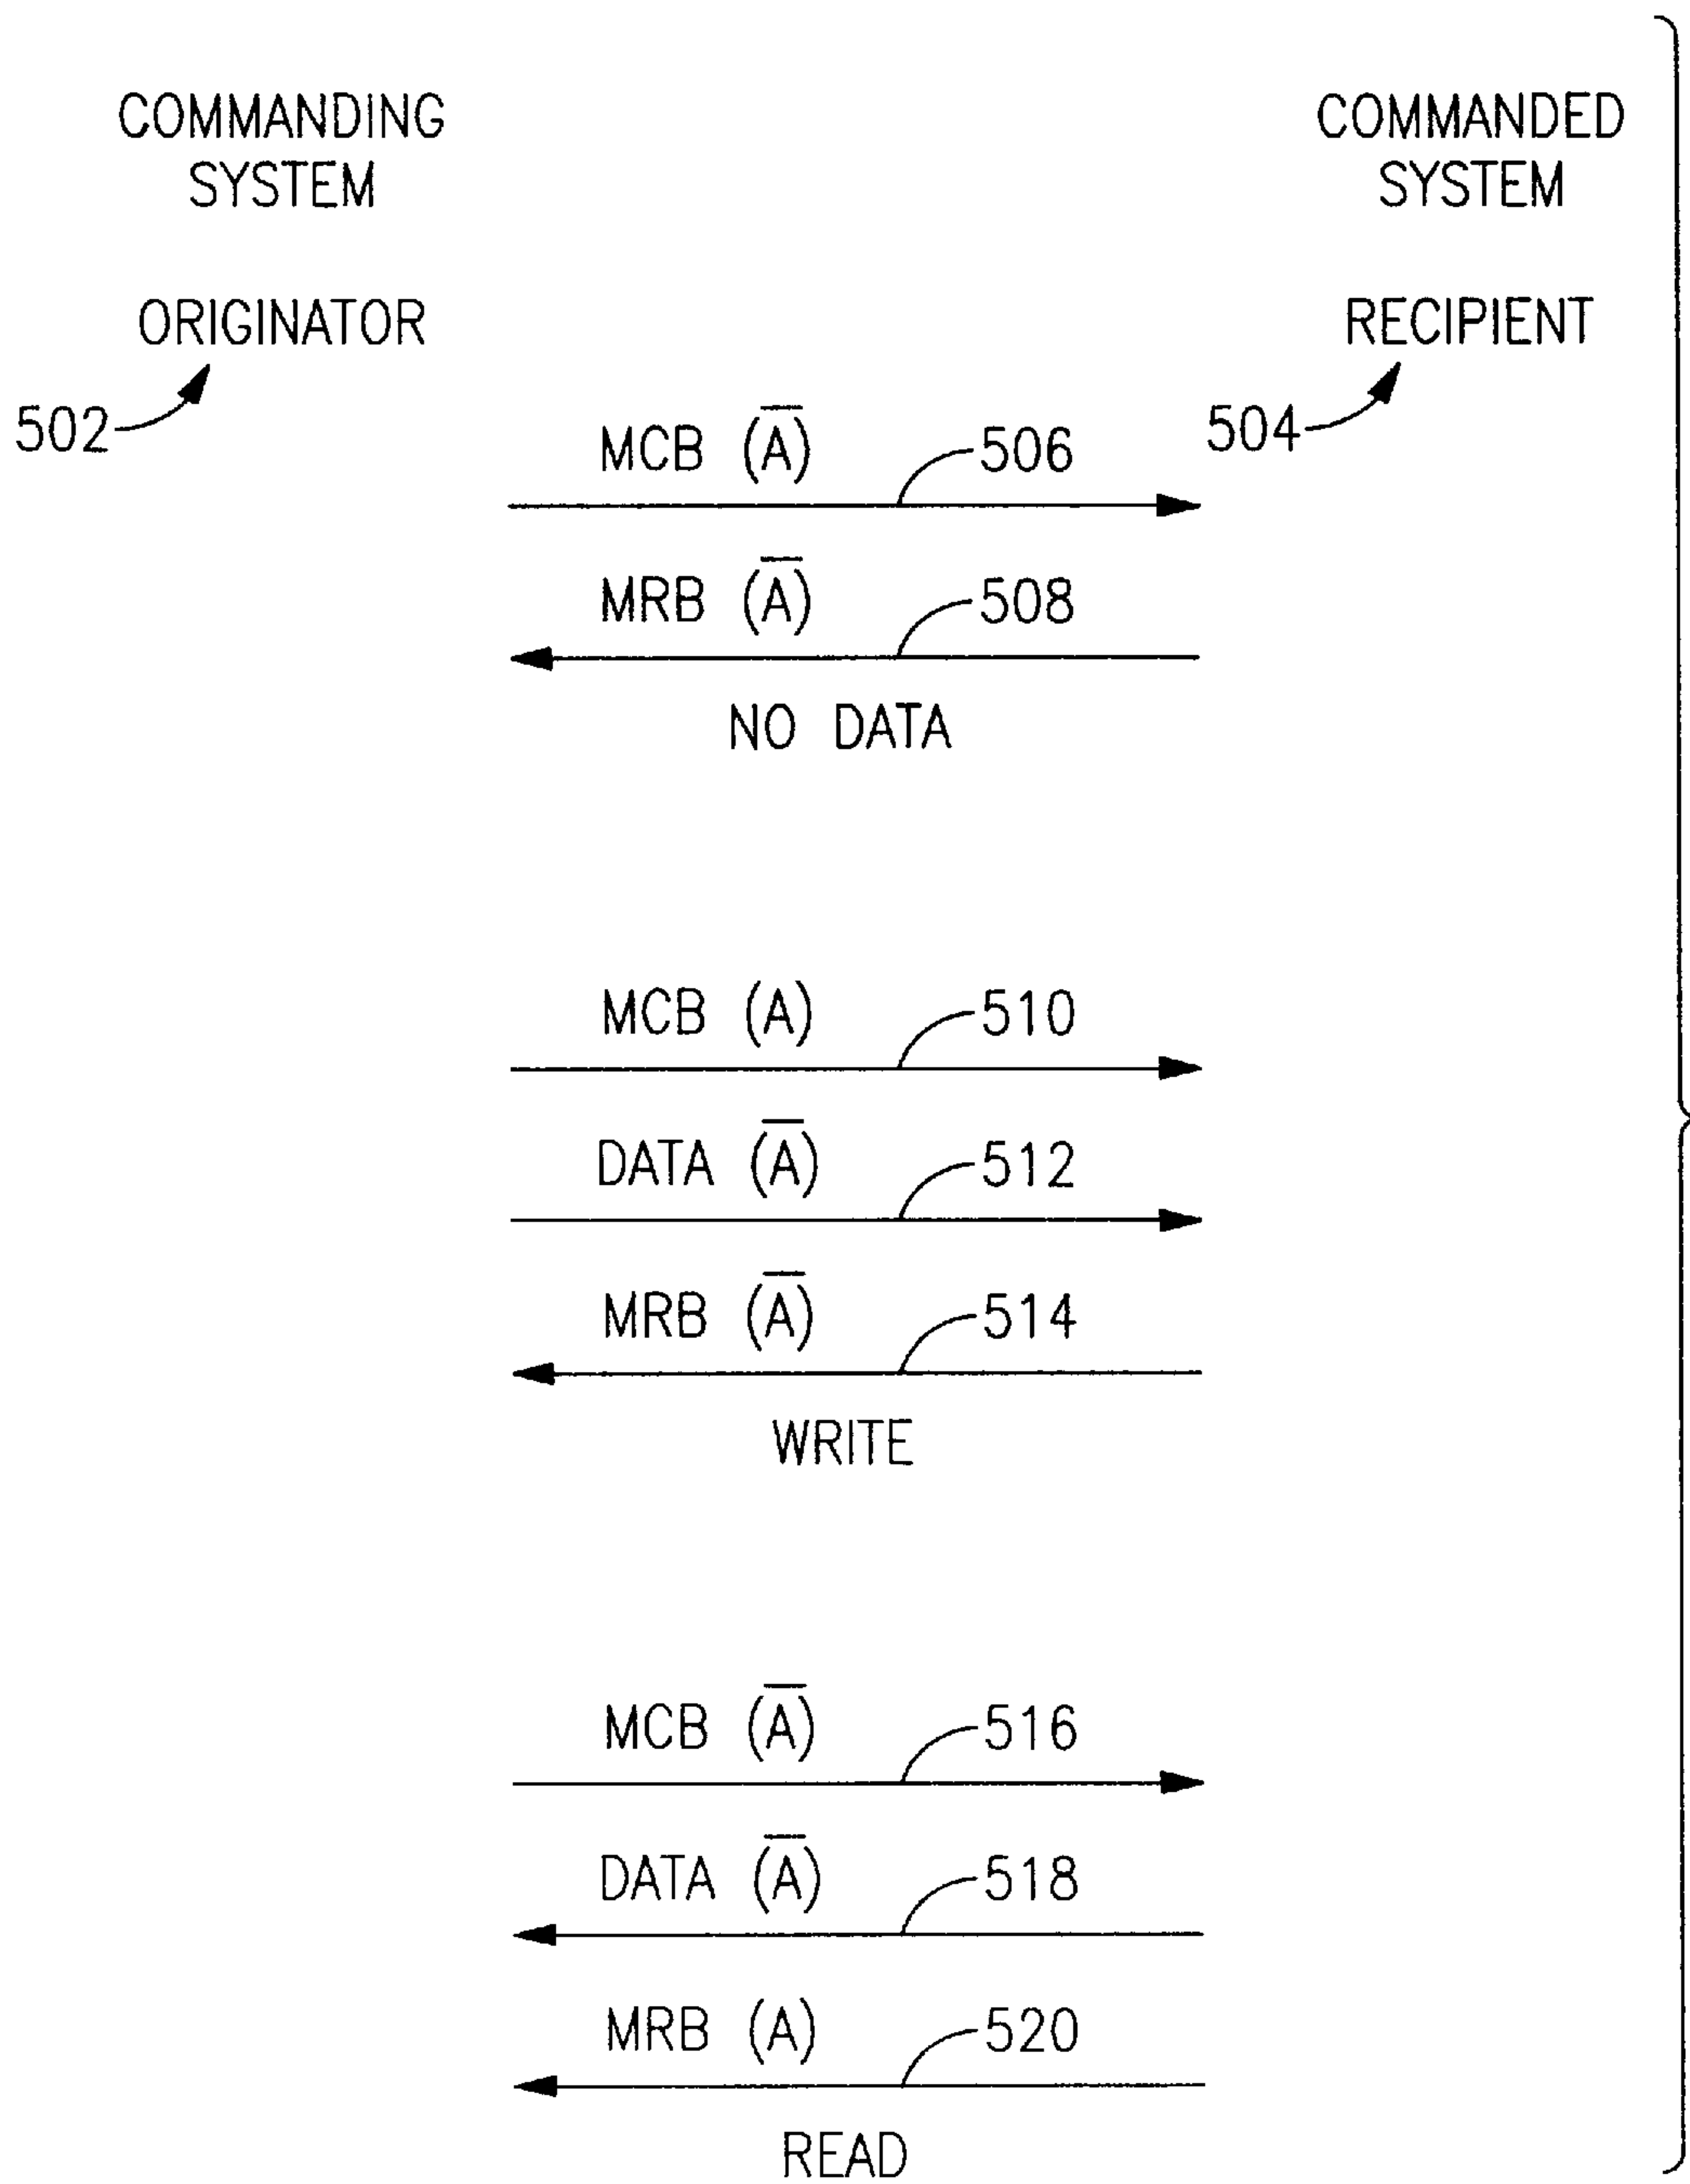 COMMANDING SYSTEM
COMMANDED SYSTEM
ORIGINATOR
RECIPIENT
502
504
MCB (A̅) 506
MRB (A̅) 508
NO DATA
MCB (A) 510
DATA (A̅) 512
MRB (A̅) 514
WRITE
MCB (A̅) 516
DATA (A̅) 518
MRB (A) 520
READ